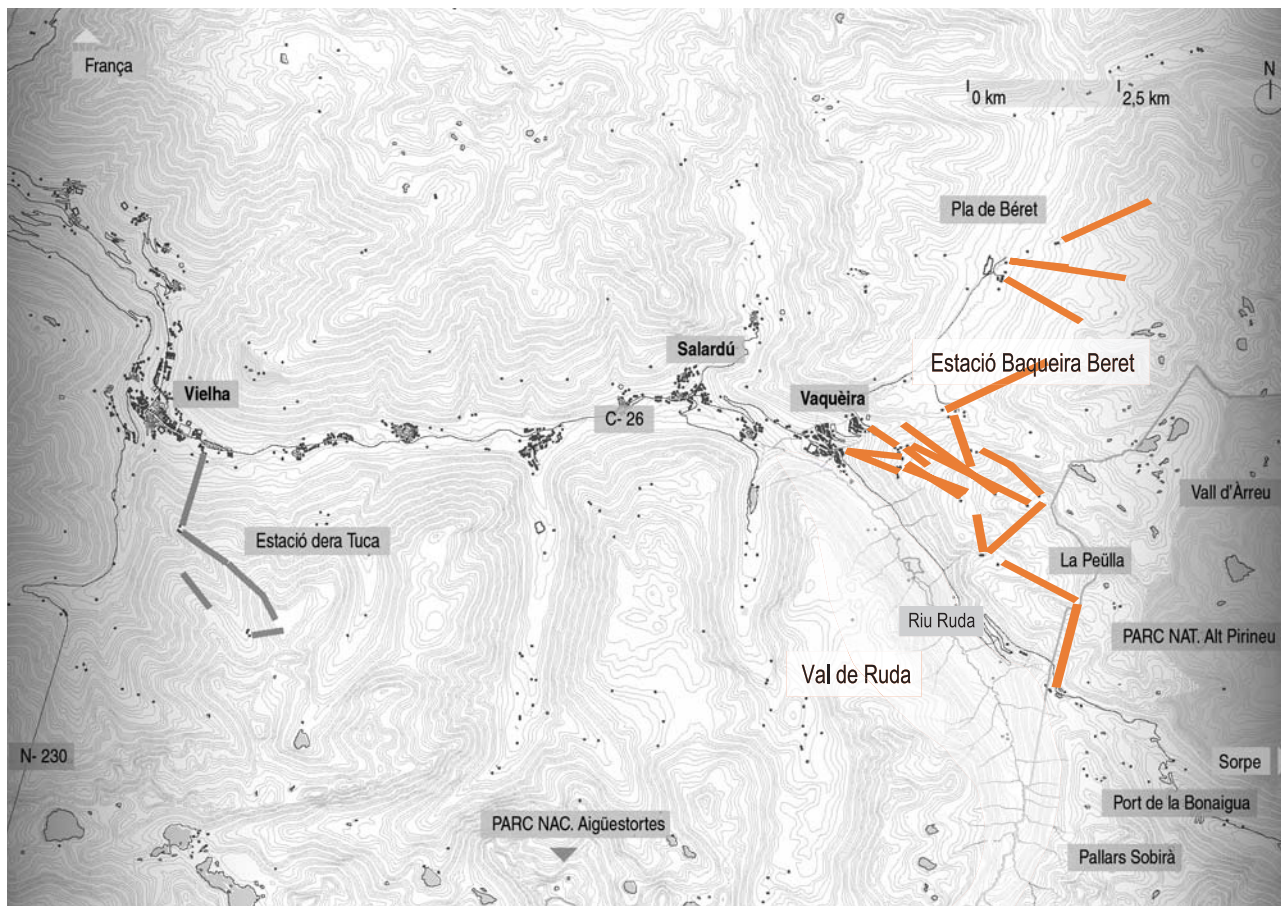 França
N
0 km
2,5 km
Pla de Béret
Salardú
Estació Baqueira Beret
Vielha
Vaquèira
C- 26
Vall d'Àrreu
Estació dera Tuca
La Peülla
Riu Ruda
PARC NAT. Alt Pirineu
Val de Ruda
N- 230
Sorpe
Port de la Bonaigua
PARC NAC. Aigüestortes
Pallars Sobirà